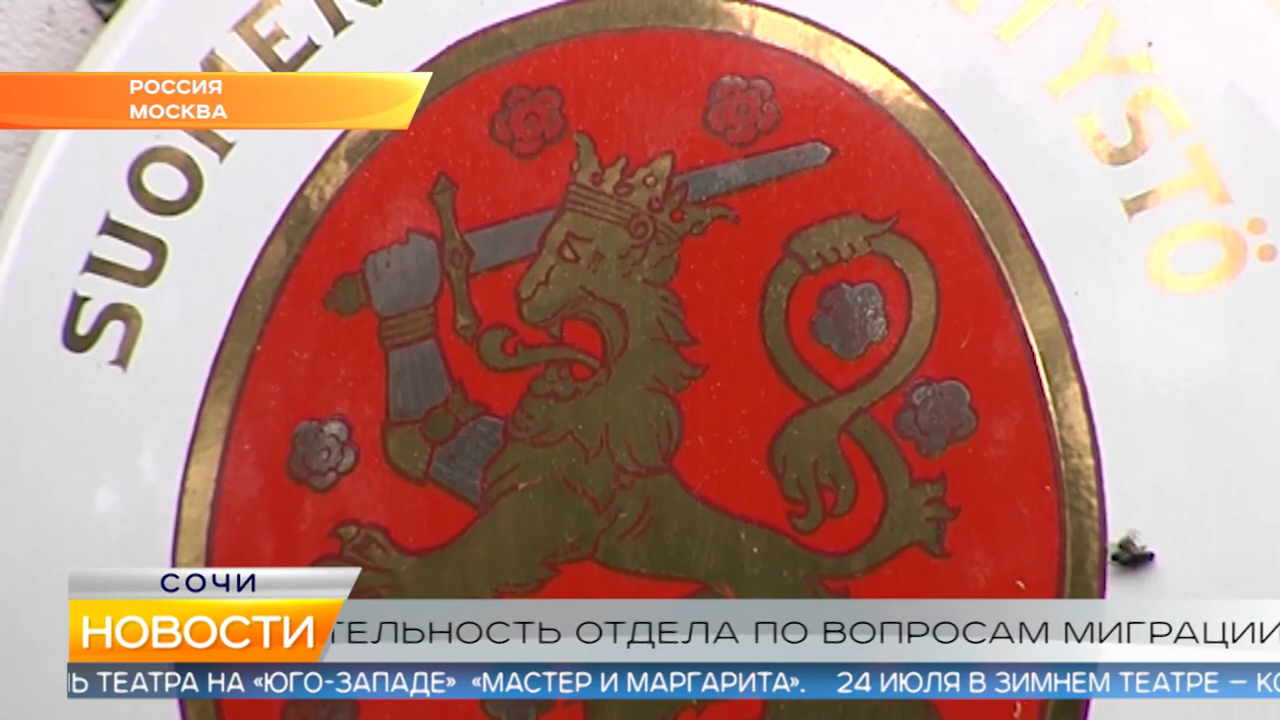 SUOMEN
РОССИЯ
МОСКВА
СОЧИ
НОВОСТИ
ТЕЛЬНОСТЬ ОТДЕЛА ПО ВОПРОСАМ МИГРАЦИИ
Ь ТЕАТРА НА «ЮГО-ЗАПАДЕ» «МАСТЕР И МАРГАРИТА». 24 ИЮЛЯ В ЗИМНЕМ ТЕАТРЕ – КО